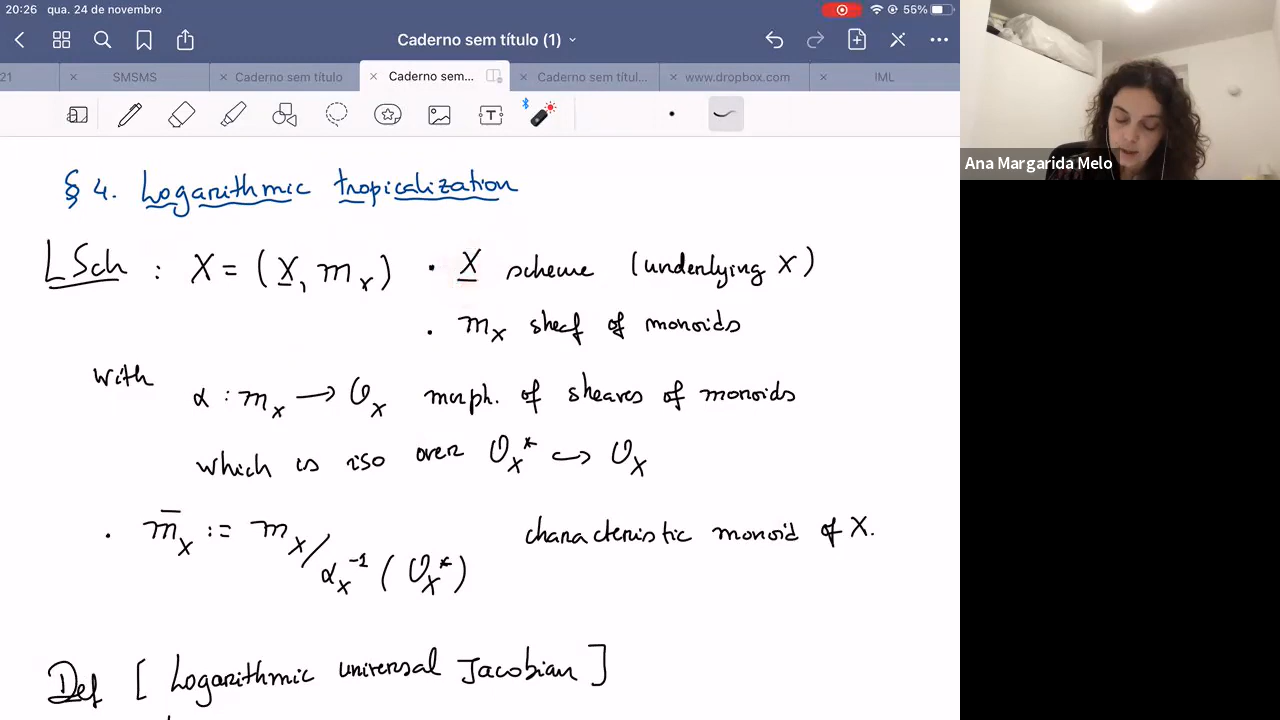 20:26 qua. 24 de novembro 55%
Caderno sem título (1)
21 SMSMS Caderno sem título Caderno sem... Caderno sem títul... www.dropbox.com IML
Ana Margarida Melo
§ 4. Logarithmic tropicalization
LSch : X = (X, m_X) • X scheme (underlying X)
• m_X sheaf of monoids
with α : m_X → O_X morph. of sheaves of monoids
which is iso over O_X^* ↪ O_X
• m̄_X := m_X / α_X^{-1} (O_X^*) characteristic monoid of X.
Def [ Logarithmic universal Jacobian ]